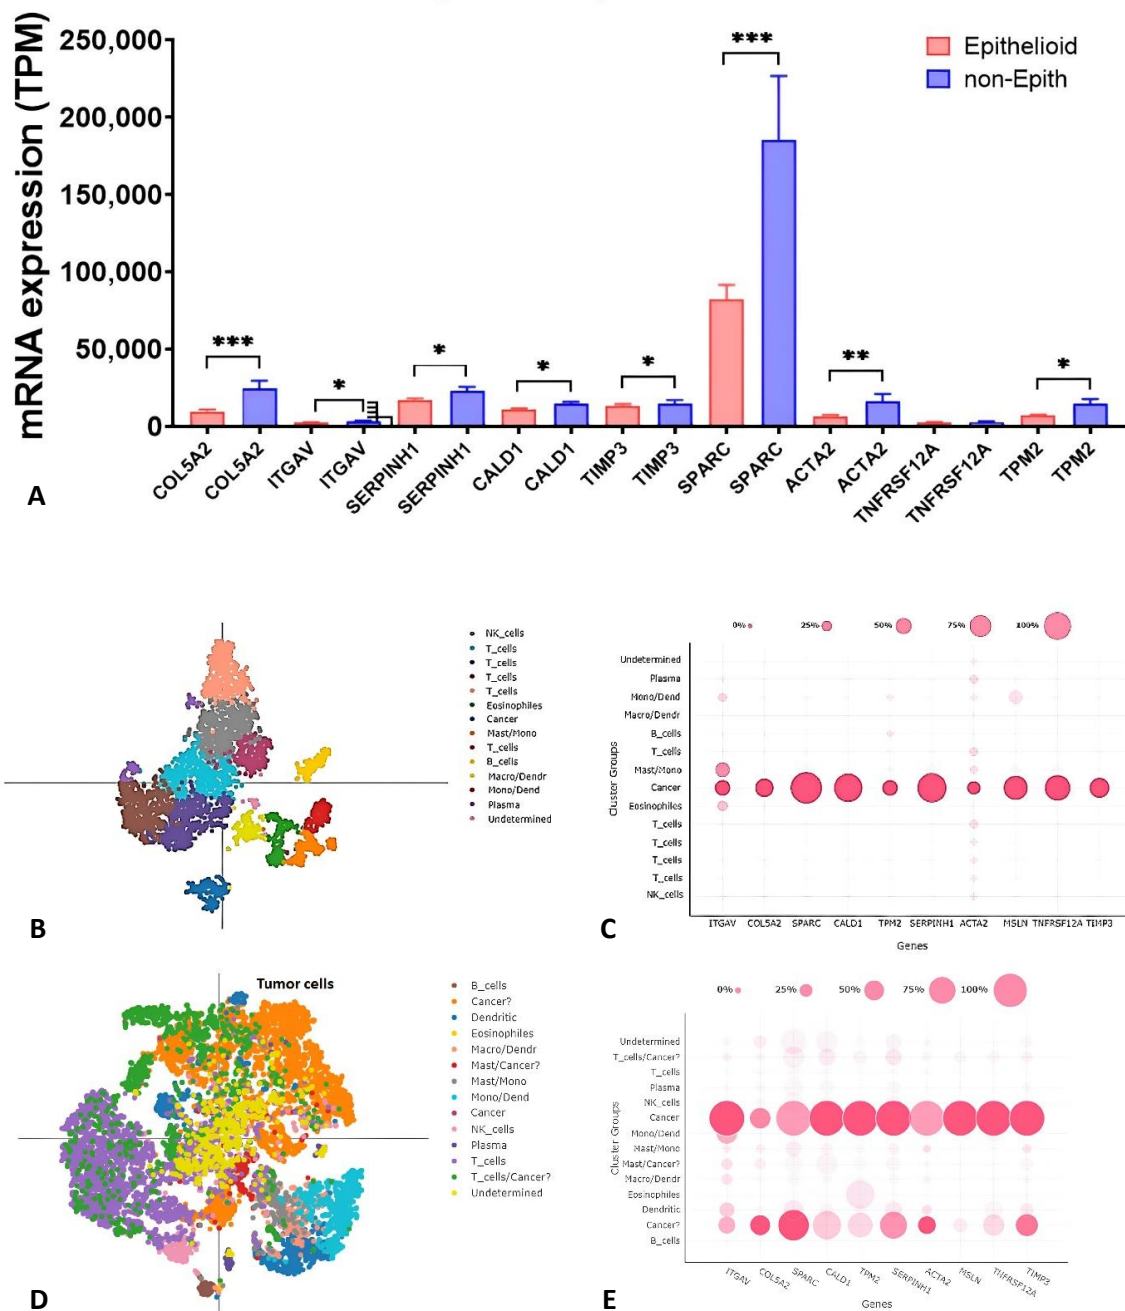 mRNA expression (TPM)
250,000
200,000
150,000
100,000
50,000
0
***
*
*
*
*
***
**
*
Epithelioid
non-Epith
COL5A2
COL5A2
ITGAV
ITGAV
SERPINH1
SERPINH1
CALD1
CALD1
TIMP3
TIMP3
SPARC
SPARC
ACTA2
ACTA2
TNFRSF12A
TNFRSF12A
TPM2
TPM2
A
NK_cells
T_cells
T_cells
T_cells
T_cells
Eosinophiles
Cancer
Mast/Mono
T_cells
B_cells
Macro/Dendr
Mono/Dend
Plasma
Undetermined
B
0% 25% 50% 75% 100%
Cluster Groups
Undetermined
Plasma
Mono/Dend
Macro/Dendr
B_cells
T_cells
Mast/Mono
Cancer
Eosinophiles
T_cells
T_cells
T_cells
T_cells
NK_cells
ITGAV COL5A2 SPARC CALD1 TPM2 SERPINH1 ACTA2 MSLN TNFRSF12A TIMP3
Genes
C
Tumor cells
B_cells
Cancer?
Dendritic
Eosinophiles
Macro/Dendr
Mast/Cancer?
Mast/Mono
Mono/Dend
Cancer
NK_cells
Plasma
T_cells
T_cells/Cancer?
Undetermined
D
0% 25% 50% 75% 100%
Cluster Groups
Undetermined
T_cells/Cancer?
T_cells
Plasma
NK_cells
Cancer
Mono/Dend
Mast/Mono
Mast/Cancer?
Macro/Dendr
Eosinophiles
Dendritic
Cancer?
B_cells
ITGAV COL5A2 SPARC CALD1 TPM2 SERPINH1 ACTA2 MSLN TNFRSF12A TIMP3
Genes
E